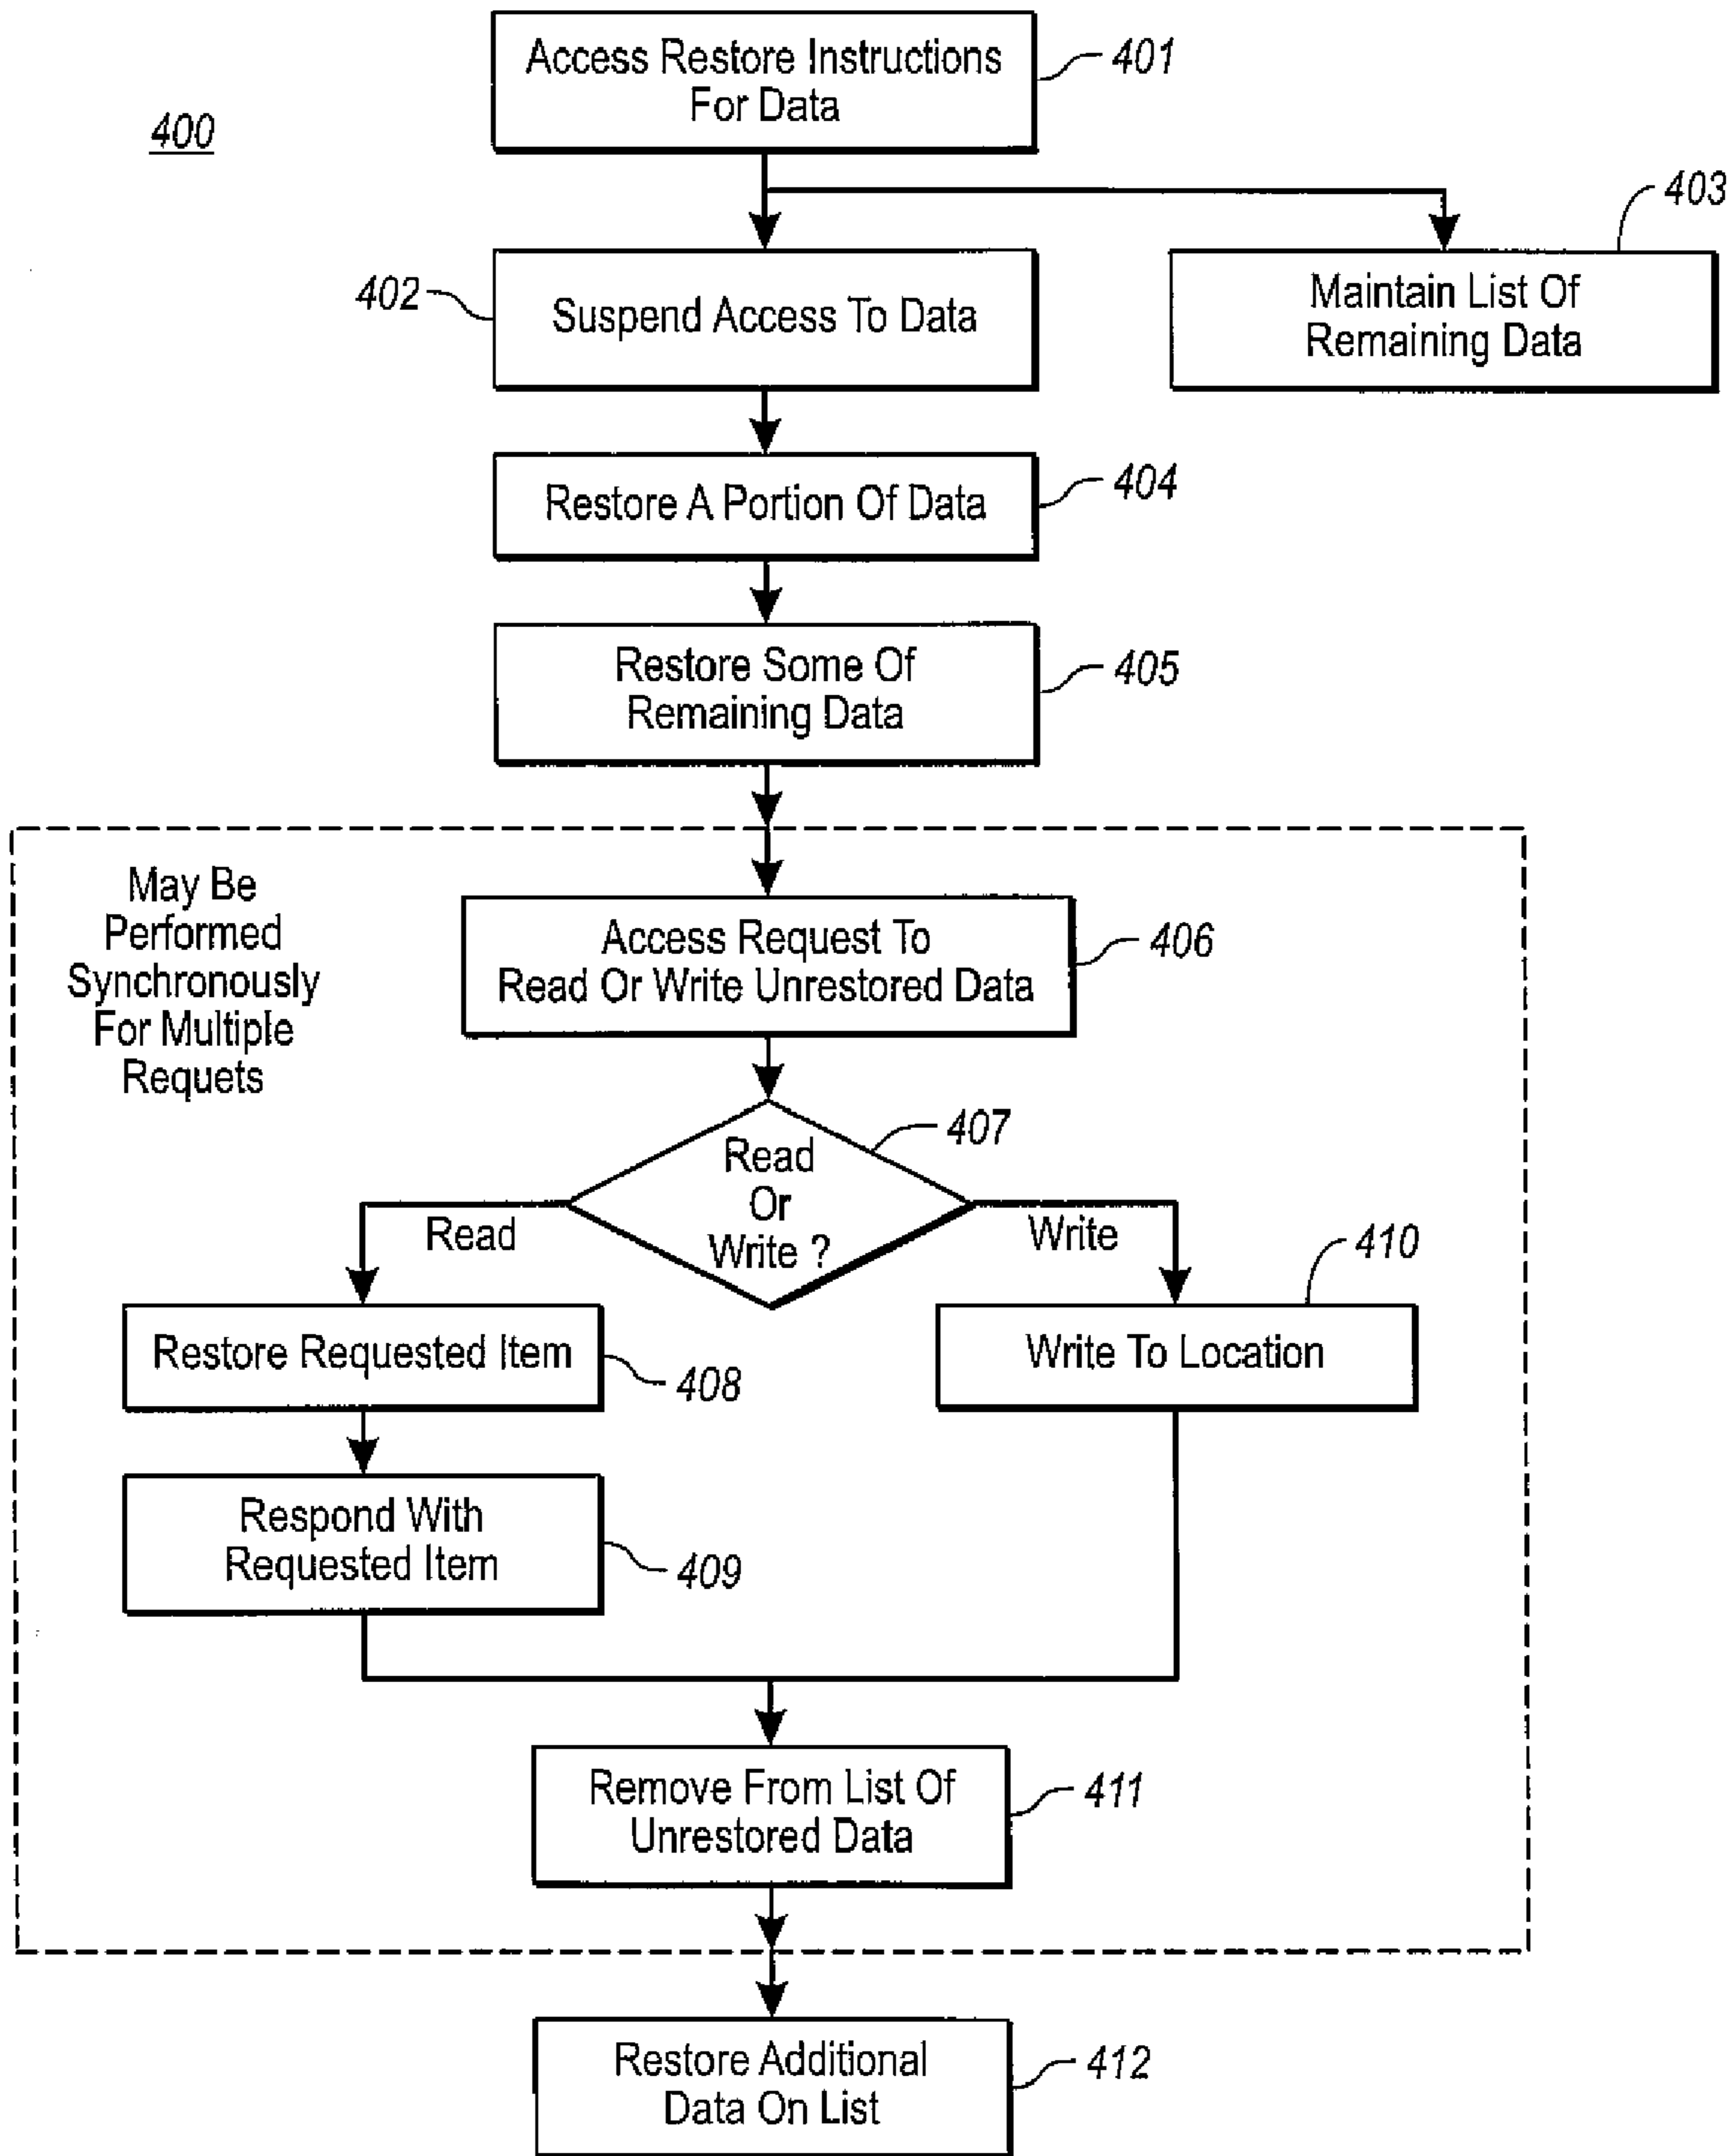 400
Access Restore Instructions
For Data
401
402
Suspend Access To Data
403
Maintain List Of
Remaining Data
Restore A Portion Of Data
404
Restore Some Of
Remaining Data
405
May Be
Performed
Synchronously
For Multiple
Requets
Access Request To
Read Or Write Unrestored Data
406
Read
Or
Write ?
407
Read
Write
Restore Requested Item
408
410
Write To Location
Respond With
Requested Item
409
Remove From List Of
Unrestored Data
411
Restore Additional
Data On List
412